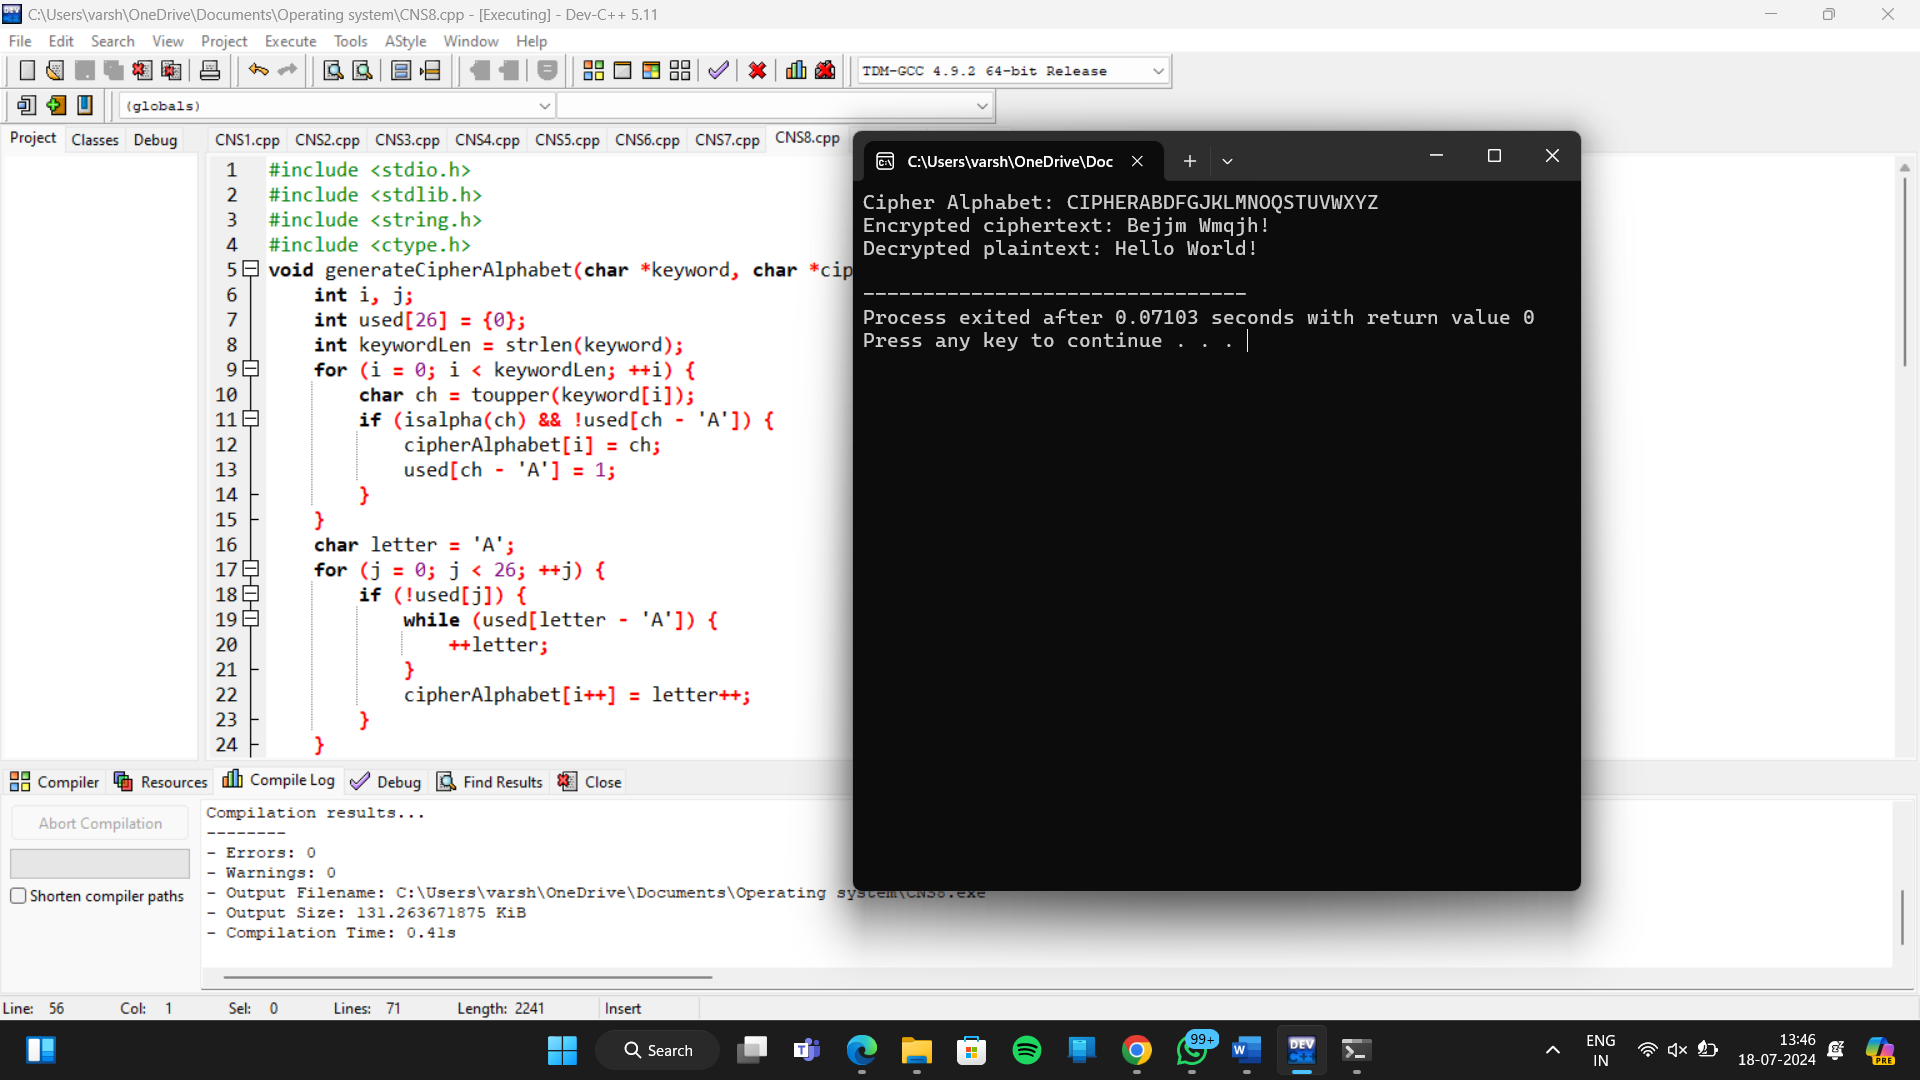 C:\Users\varsh\OneDrive\Documents\Operating system\CNS8.cpp - [Executing] - Dev-C++ 5.11
File Edit Search View Project Execute Tools AStyle Window Help
TDM-GCC 4.9.2 64-bit Release
(globals)
Project Classes Debug CNS1.cpp CNS2.cpp CNS3.cpp CNS4.cpp CNS5.cpp CNS6.cpp CNS7.cpp CNS8.cpp
1 #include <stdio.h>
2 #include <stdlib.h>
3 #include <string.h>
4 #include <ctype.h>
5 void generateCipherAlphabet(char *keyword, char *cip
6 int i, j;
7 int used[26] = {0};
8 int keywordLen = strlen(keyword);
9 for (i = 0; i < keywordLen; ++i) {
10 char ch = toupper(keyword[i]);
11 if (isalpha(ch) && !used[ch - 'A']) {
12 cipherAlphabet[i] = ch;
13 used[ch - 'A'] = 1;
14 }
15 }
16 char letter = 'A';
17 for (j = 0; j < 26; ++j) {
18 if (!used[j]) {
19 while (used[letter - 'A']) {
20 ++letter;
21 }
22 cipherAlphabet[i++] = letter++;
23 }
24 }
C:\Users\varsh\OneDrive\Doc
Cipher Alphabet: CIPHERABDFGJKLMNOQSTUVWXYZ
Encrypted ciphertext: Bejjm Wmqjh!
Decrypted plaintext: Hello World!
--------------------------------
Process exited after 0.07103 seconds with return value 0
Press any key to continue . . .
Compiler Resources Compile Log Debug Find Results Close
Abort Compilation
Shorten compiler paths
Compilation results...
--------
- Errors: 0
- Warnings: 0
- Output Filename: C:\Users\varsh\OneDrive\Documents\Operating system\CNS8.exe
- Output Size: 131.263671875 KiB
- Compilation Time: 0.41s
Line: 56 Col: 1 Sel: 0 Lines: 71 Length: 2241 Insert
Search
99+
DEV
ENG
IN
13:46
18-07-2024
PRE